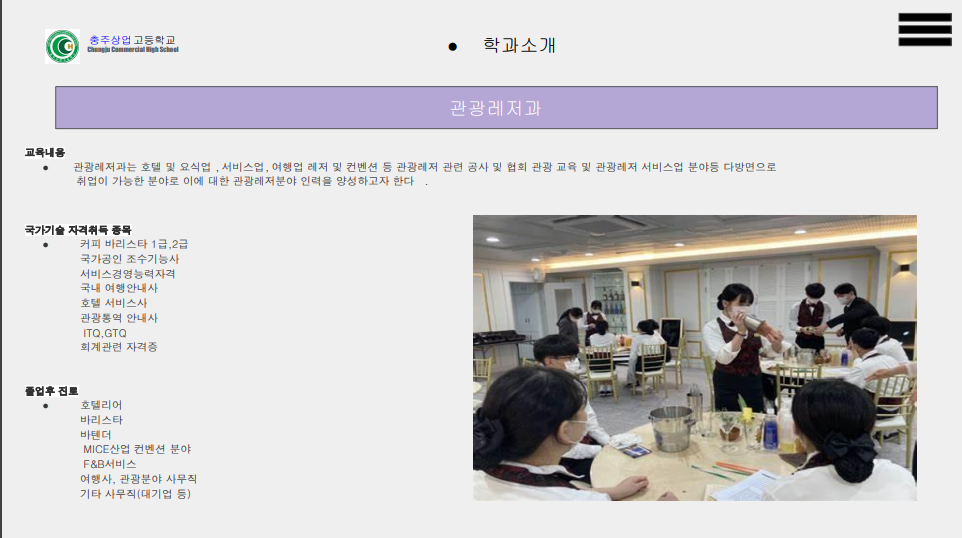 충주상업고등학교
Chungju Commercial High School
● 학과소개
관광레저과
교육내용
● 관광레저과는 호텔 및 요식업 , 서비스업, 여행업 레저 및 컨벤션 등 관광레저 관련 공사 및 협회 관광 교육 및 관광레저 서비스업 분야등 다방면으로
취업이 가능한 분야로 이에 대한 관광레저분야 인력을 양성하고자 한다 .
국가기술 자격취득 종목
● 커피 바리스타 1급,2급
국가공인 조수기능사
서비스경영능력자격
국내 여행안내사
호텔 서비스사
관광통역 안내사
ITQ,GTQ
회계관련 자격증
졸업후 진로
● 호텔리어
바리스타
바텐더
MICE산업 컨벤션 분야
F&B서비스
여행사, 관광분야 사무직
기타 사무직(대기업 등)